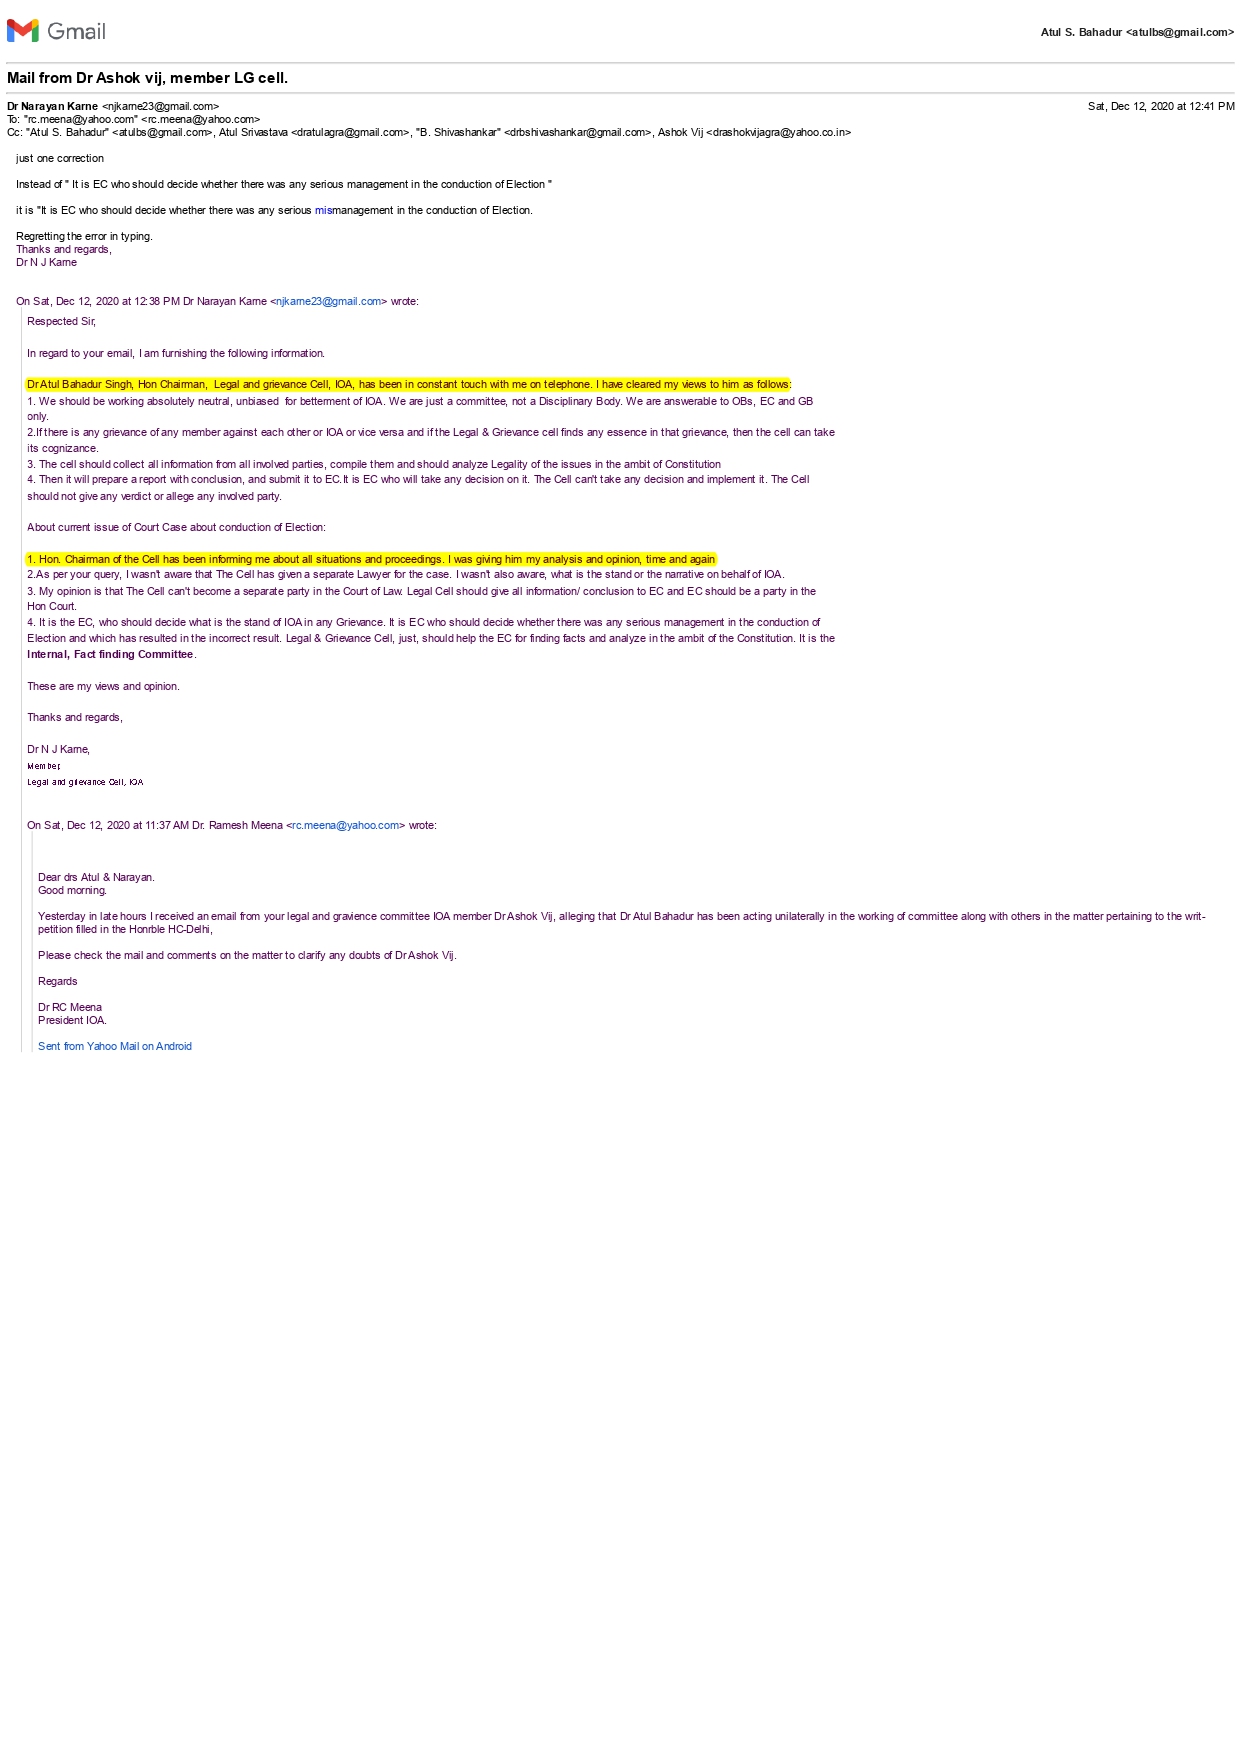 Gmail
Atul S. Bahadur <atulbs@gmail.com>
Mail from Dr Ashok vij, member LG cell.
Dr Narayan Karne <njkarne23@gmail.com>
Sat, Dec 12, 2020 at 12:41 PM
To: "rc.meena@yahoo.com" <rc.meena@yahoo.com>
Cc: "Atul S. Bahadur" <atulbs@gmail.com>, Atul Srivastava <dratulagra@gmail.com>, "B. Shivashankar" <drbshivashankar@gmail.com>, Ashok Vij <drashokvijagra@yahoo.co.in>
just one correction
Instead of " It is EC who should decide whether there was any serious management in the conduction of Election "
it is "It is EC who should decide whether there was any serious mismanagement in the conduction of Election.
Regretting the error in typing.
Thanks and regards,
Dr N J Karne
On Sat, Dec 12, 2020 at 12:38 PM Dr Narayan Karne <njkarne23@gmail.com> wrote:
Respected Sir,
In regard to your email, I am furnishing the following information.
Dr Atul Bahadur Singh, Hon Chairman, Legal and grievance Cell, IOA, has been in constant touch with me on telephone. I have cleared my views to him as follows:
1. We should be working absolutely neutral, unbiased for betterment of IOA. We are just a committee, not a Disciplinary Body. We are answerable to OBs, EC and GB
only.
2.If there is any grievance of any member against each other or IOA or vice versa and if the Legal & Grievance cell finds any essence in that grievance, then the cell can take
its cognizance.
3. The cell should collect all information from all involved parties, compile them and should analyze Legality of the issues in the ambit of Constitution
4. Then it will prepare a report with conclusion, and submit it to EC.It is EC who will take any decision on it. The Cell can't take any decision and implement it. The Cell
should not give any verdict or allege any involved party.
About current issue of Court Case about conduction of Election:
1. Hon. Chairman of the Cell has been informing me about all situations and proceedings. I was giving him my analysis and opinion, time and again
2.As per your query, I wasn't aware that The Cell has given a separate Lawyer for the case. I wasn't also aware, what is the stand or the narrative on behalf of IOA.
3. My opinion is that The Cell can't become a separate party in the Court of Law. Legal Cell should give all information/ conclusion to EC and EC should be a party in the
Hon Court.
4. It is the EC, who should decide what is the stand of IOA in any Grievance. It is EC who should decide whether there was any serious management in the conduction of
Election and which has resulted in the incorrect result. Legal & Grievance Cell, just, should help the EC for finding facts and analyze in the ambit of the Constitution. It is the
Internal, Fact finding Committee.
These are my views and opinion.
Thanks and regards,
Dr N J Karne,
Member,
Legal and grievance Cell, IOA
On Sat, Dec 12, 2020 at 11:37 AM Dr. Ramesh Meena <rc.meena@yahoo.com> wrote:
Dear drs Atul & Narayan.
Good morning.
Yesterday in late hours I received an email from your legal and gravience committee IOA member Dr Ashok Vij, alleging that Dr Atul Bahadur has been acting unilaterally in the working of committee along with others in the matter pertaining to the writ-
petition filled in the Honrble HC-Delhi,
Please check the mail and comments on the matter to clarify any doubts of Dr Ashok Vij.
Regards
Dr RC Meena
President IOA.
Sent from Yahoo Mail on Android